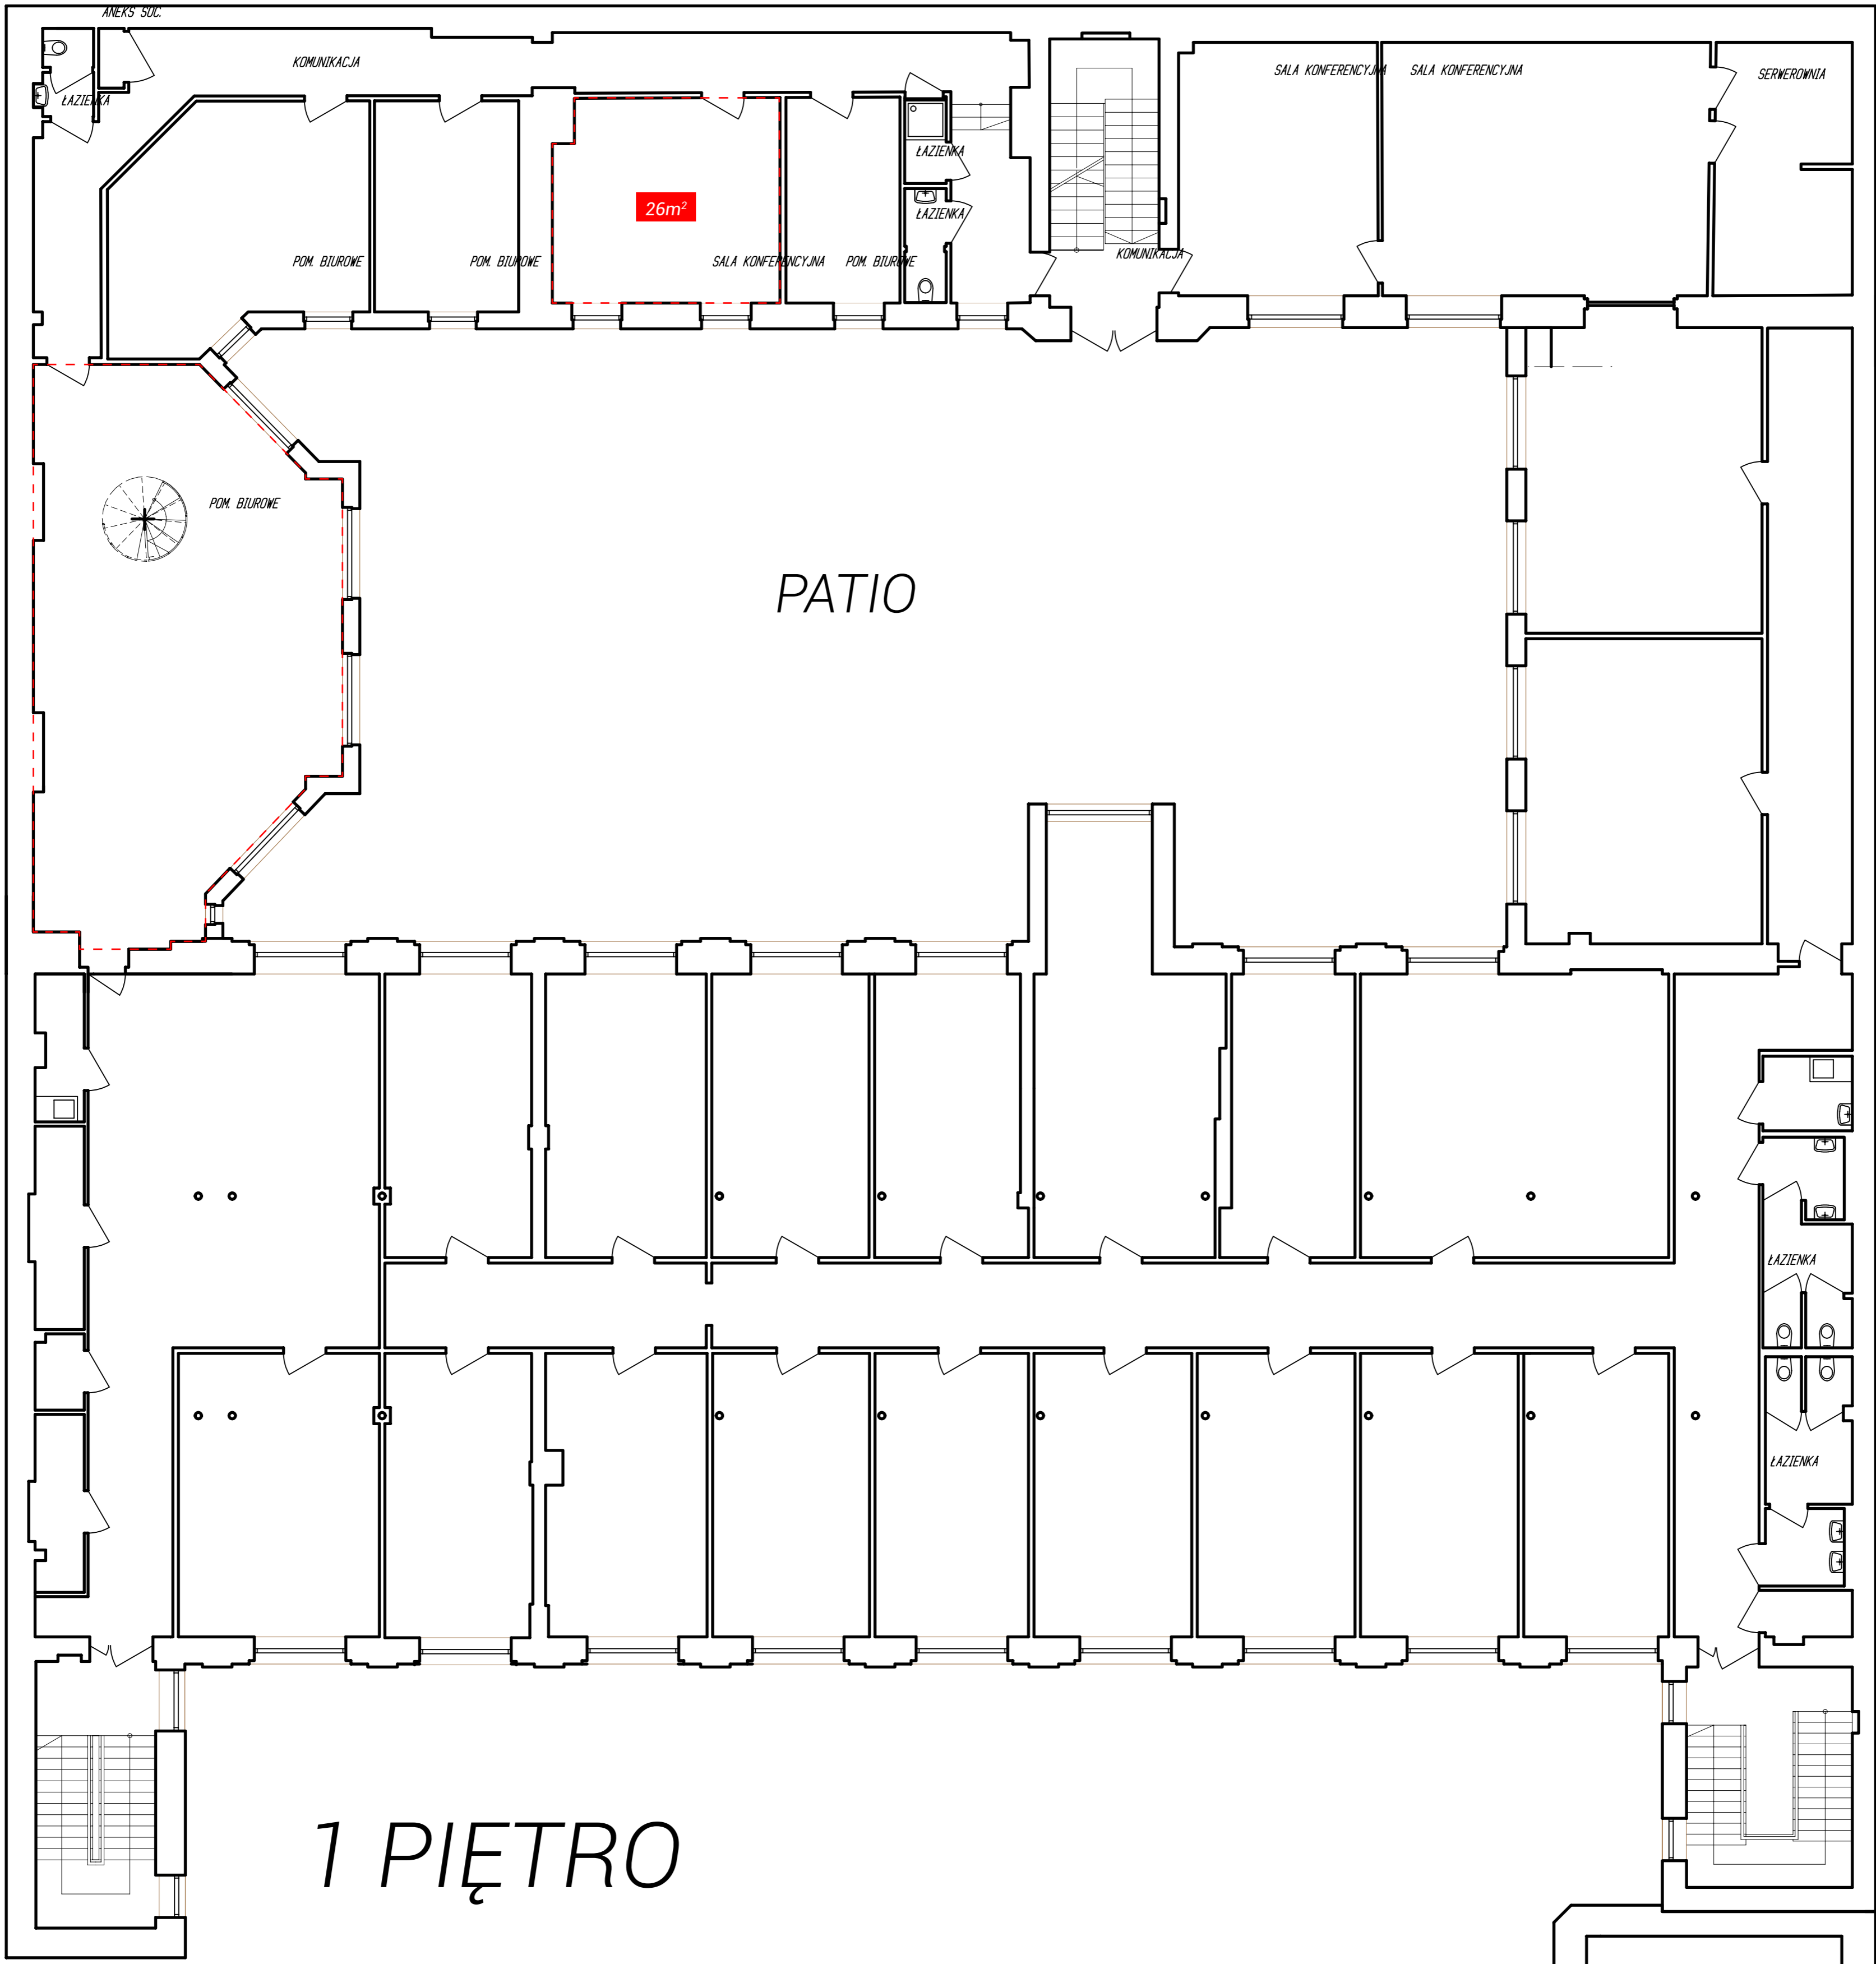 ANEKS SOC.
KOMUNIKACJA
SALA KONFERENCYJNA
SALA KONFERENCYJNA
SERWEROWNIA
ŁAZIENKA
ŁAZIENKA
26m²
ŁAZIENKA
POM. BIUROWE
POM. BIUROWE
SALA KONFERENCYJNA
POM. BIUROWE
KOMUNIKACJA
POM. BIUROWE
PATIO
ŁAZIENKA
ŁAZIENKA
1 PIĘTRO